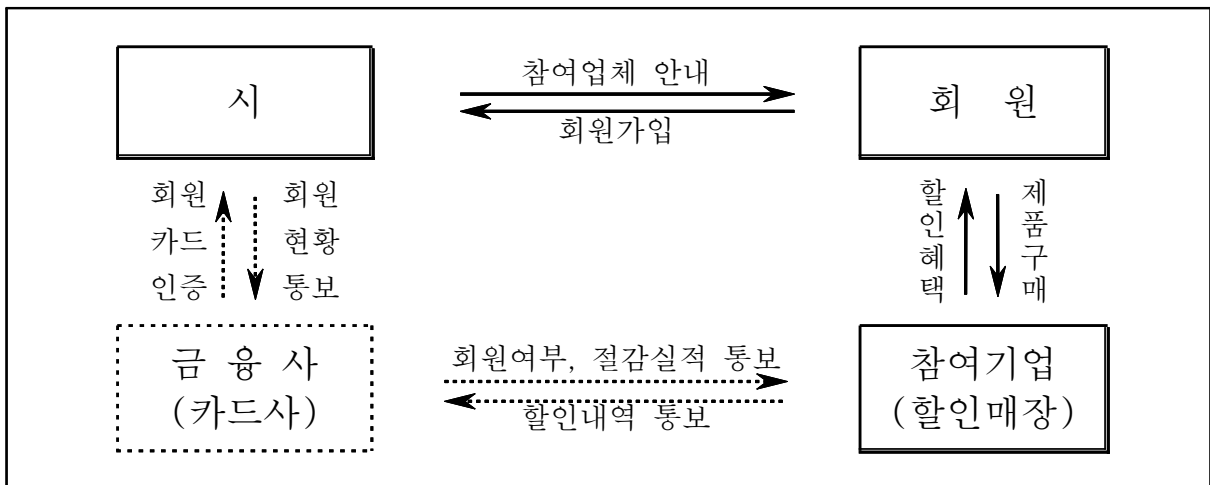 시
참여업체 안내
회원가입
회 원
회원
카드
인증
회원
현황
통보
할인혜택
제품구매
금 융 사
(카드사)
회원여부, 절감실적 통보
할인내역 통보
참여기업
(할인매장)